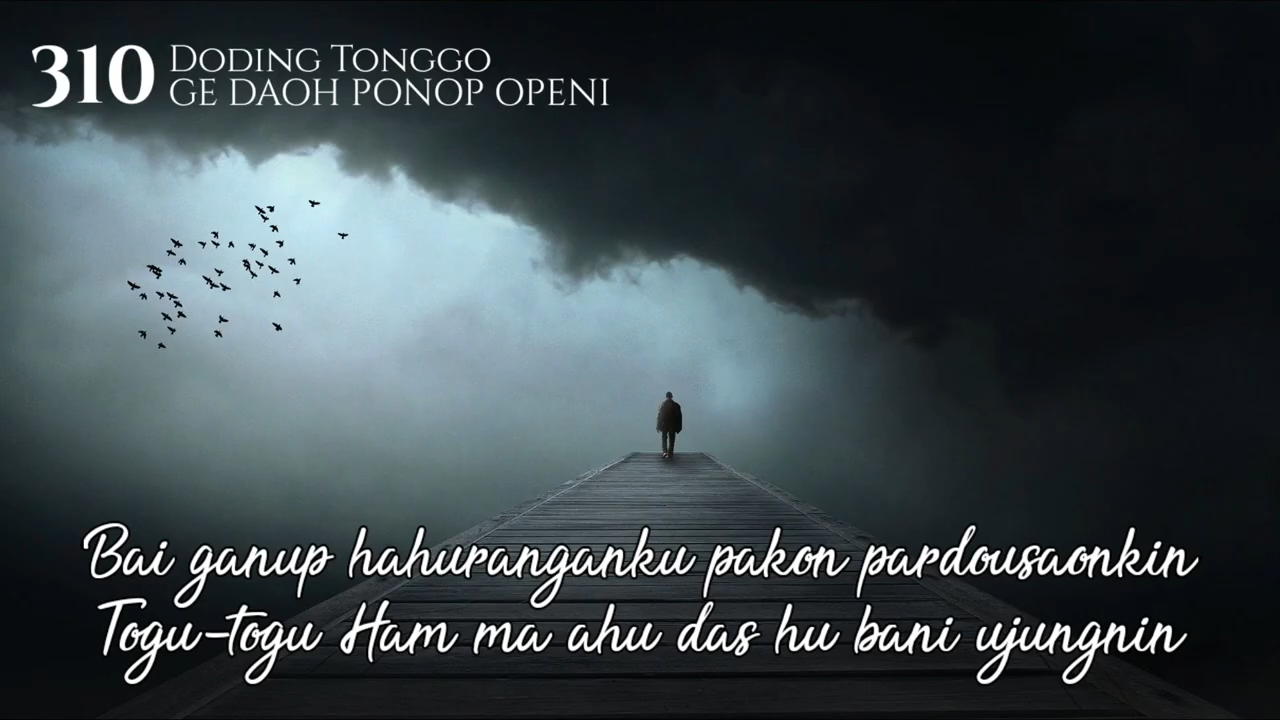 310 Doding Tonggo
GE DAOH PONOP OPENI
Bai ganup hahuranganku pakon pardousaonkin
Togu-togu Ham ma ahu das hu bani ujungnin